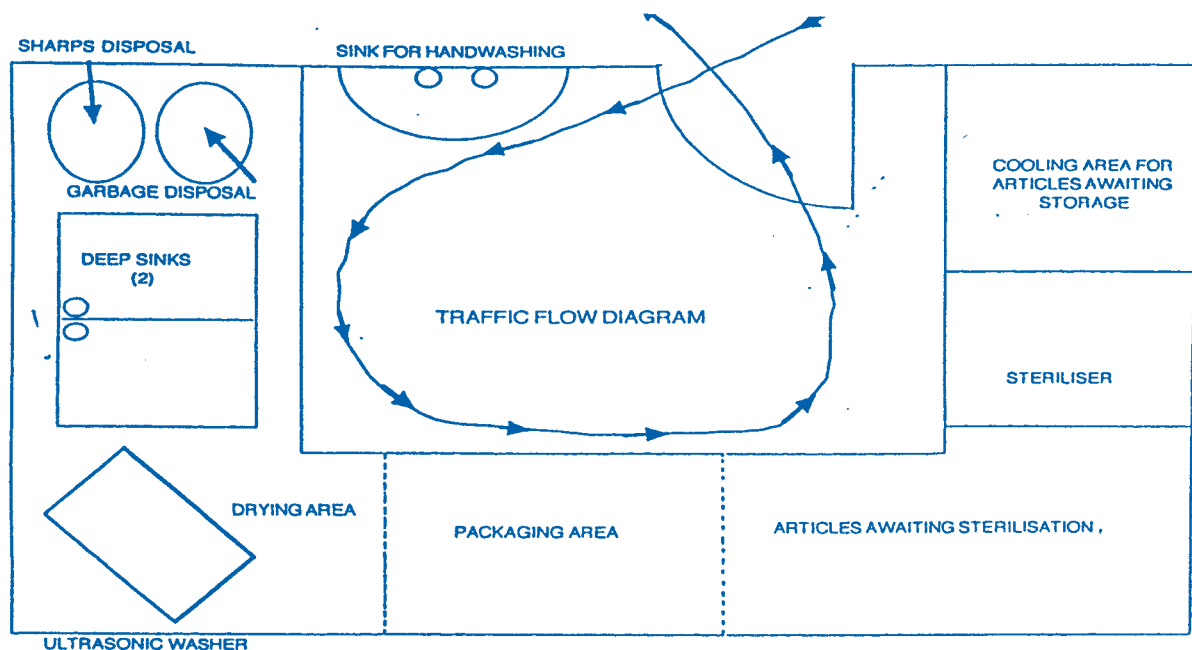 SHARPS DISPOSAL
SINK FOR HANDWASHING
GARBAGE DISPOSAL
COOLING AREA FOR
ARTICLES AWAITING
STORAGE
DEEP SINKS
(2)
TRAFFIC FLOW DIAGRAM
STERILISER
DRYING AREA
PACKAGING AREA
ARTICLES AWAITING STERILISATION
ULTRASONIC WASHER